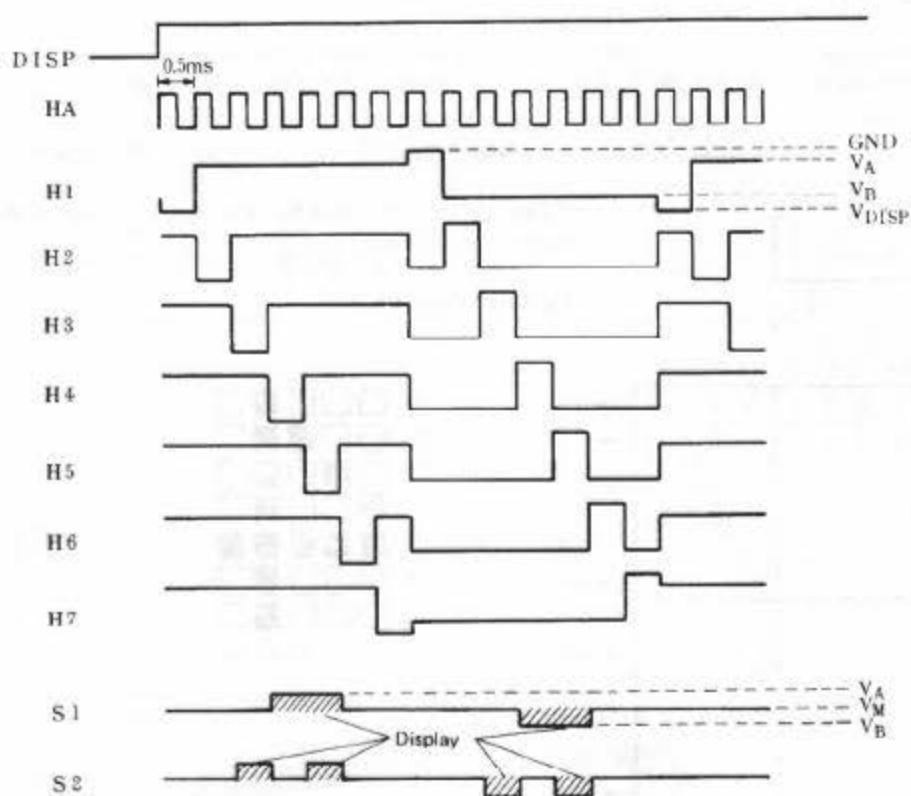 DISP
0.5ms
HA
GND
VA
H1
VB
VDISP
H2
H3
H4
H5
H6
H7
VA
S1
VM
VB
Display
S2